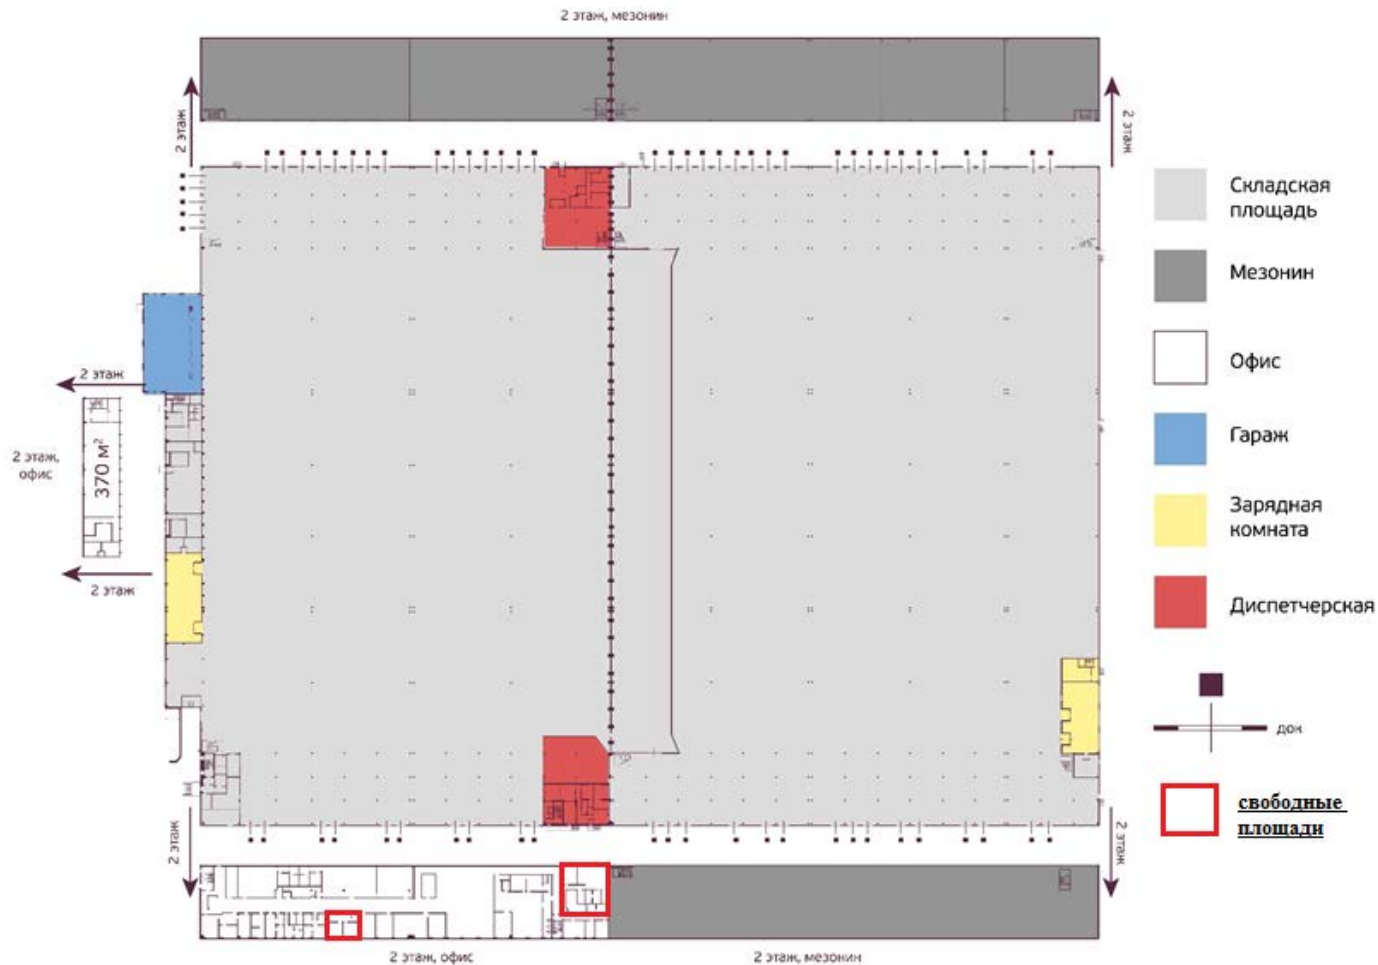 2 этаж, мезонин
2 этаж
2 этаж
Складская
площадь
Мезонин
Офис
2 этаж
Гараж
2 этаж,
офис
370 м²
Зарядная
комната
2 этаж
Диспетчерская
док
свободные
площади
2 этаж
2 этаж
2 этаж, офис
2 этаж, мезонин